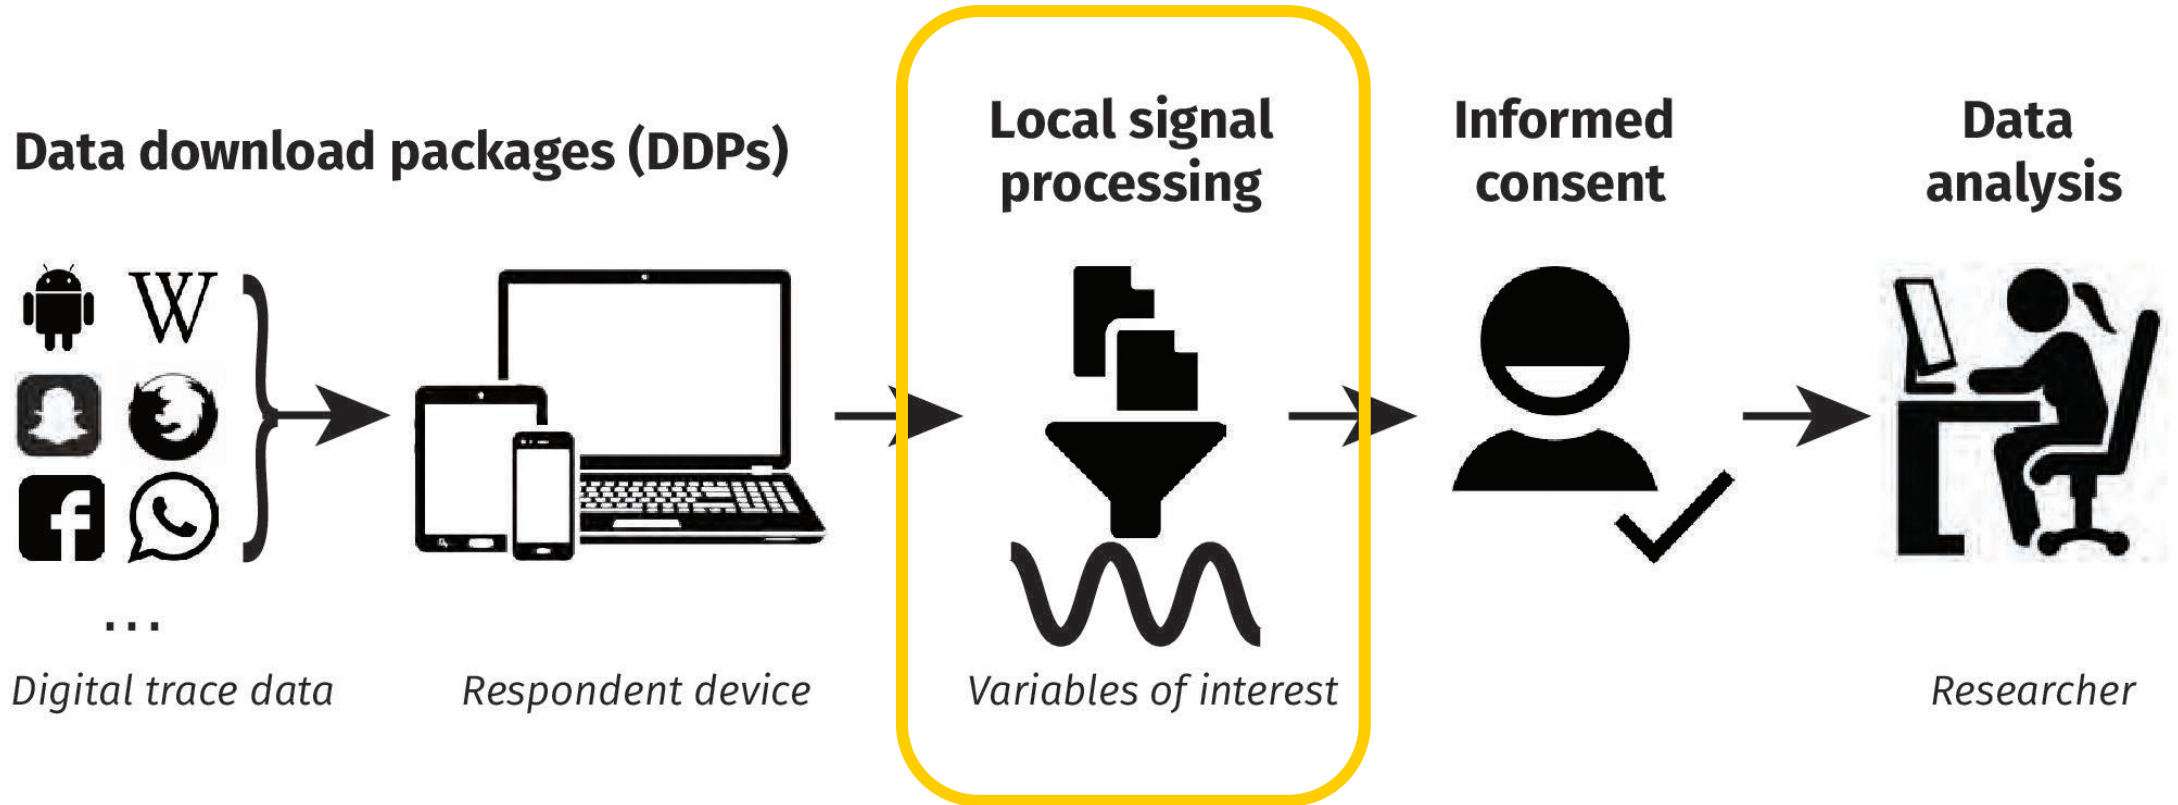 Data download packages (DDPs)
Local signal
processing
Informed
consent
Data
analysis
W
...
Digital trace data
Respondent device
Variables of interest
Researcher